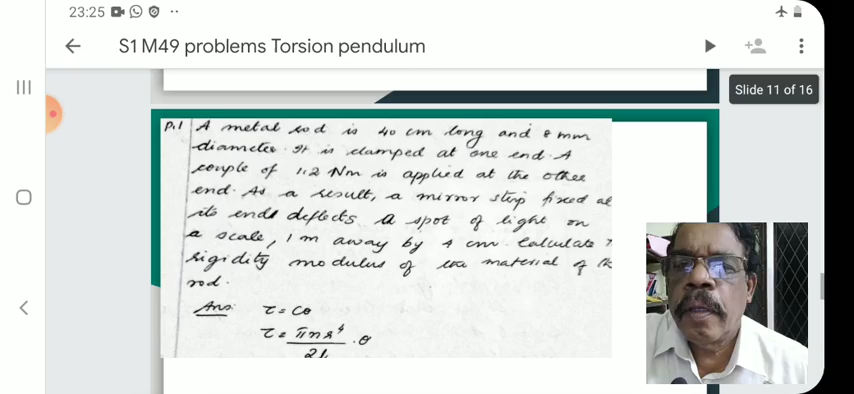 23:25
S1 M49 problems Torsion pendulum
Slide 11 of 16
P.1 A metal rod is 40 cm long and 8 mm
diameter. It is clamped at one end. A
couple of 1.2 Nm is applied at the other
end. As a result, a mirror strip fixed at
its ends deflects a spot of light on
a scale, 1 m away by 4 cm. Calculate
rigidity modulus of the material of
rod.
Ans: τ = Cθ
τ = πnr⁴ . θ
2l